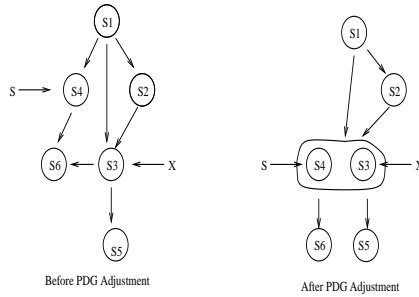 S1
S1
S S4 S2
S2
S6 S3 X
S S4 S3 X
S5
S6 S5
Before PDG Adjustment
After PDG Adjustment